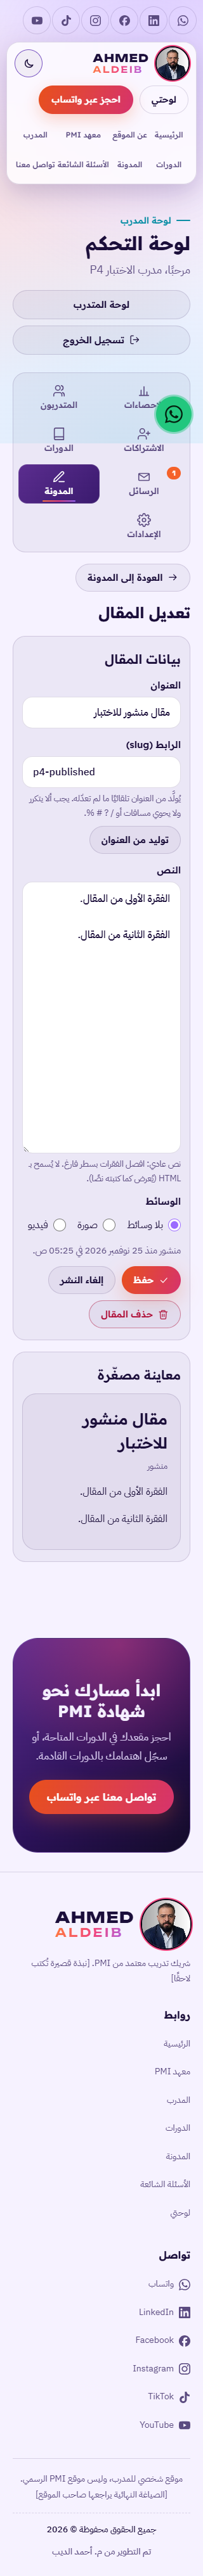 AHMED
ALDEIB
لوحتي
احجز عبر واتساب
الرئيسية
عن الموقع
معهد PMI
المدرب
الدورات
المدونة
الأسئلة الشائعة
تواصل معنا
لوحة المدرب
لوحة التحكم
مرحبًا، مدرب الاختبار P4
لوحة المتدرب
تسجيل الخروج
المتدربون
الاشتراكات
الدورات
الرسائل
1
المدونة
الإعدادات
العودة إلى المدونة
تعديل المقال
بيانات المقال
العنوان
مقال منشور للاختبار
الرابط (slug)
p4-published
يُولَّد من العنوان تلقائيًا ما لم تعدّله. يجب ألا يتكرر
ولا يحوي مسافات أو / ? # %.
توليد من العنوان
النص
الفقرة الأولى من المقال.
الفقرة الثانية من المقال.
نص عادي: افصل الفقرات بسطر فارغ. لا يُسمح بـ
HTML (يُعرض كما كتبته نصًا).
الوسائط
بلا وسائط
صورة
فيديو
منشور منذ 25 نوفمبر 2026 في 05:25 ص.
حفظ
إلغاء النشر
حذف المقال
معاينة مصغّرة
مقال منشور
للاختبار
منشور
الفقرة الأولى من المقال.
الفقرة الثانية من المقال.
ابدأ مسارك نحو
شهادة PMI
احجز مقعدك في الدورات المتاحة، أو
سجّل اهتمامك بالدورات القادمة.
تواصل معنا عبر واتساب
AHMED
ALDEIB
شريك تدريب معتمد من PMI. [نبذة قصيرة تُكتب
لاحقًا]
روابط
الرئيسية
معهد PMI
المدرب
الدورات
المدونة
الأسئلة الشائعة
لوحتي
تواصل
واتساب
LinkedIn
Facebook
Instagram
TikTok
YouTube
موقع شخصي للمدرب، وليس موقع PMI الرسمي.
[الصياغة النهائية يراجعها صاحب الموقع]
جميع الحقوق محفوظة © 2026
تم التطوير من م. أحمد الديب